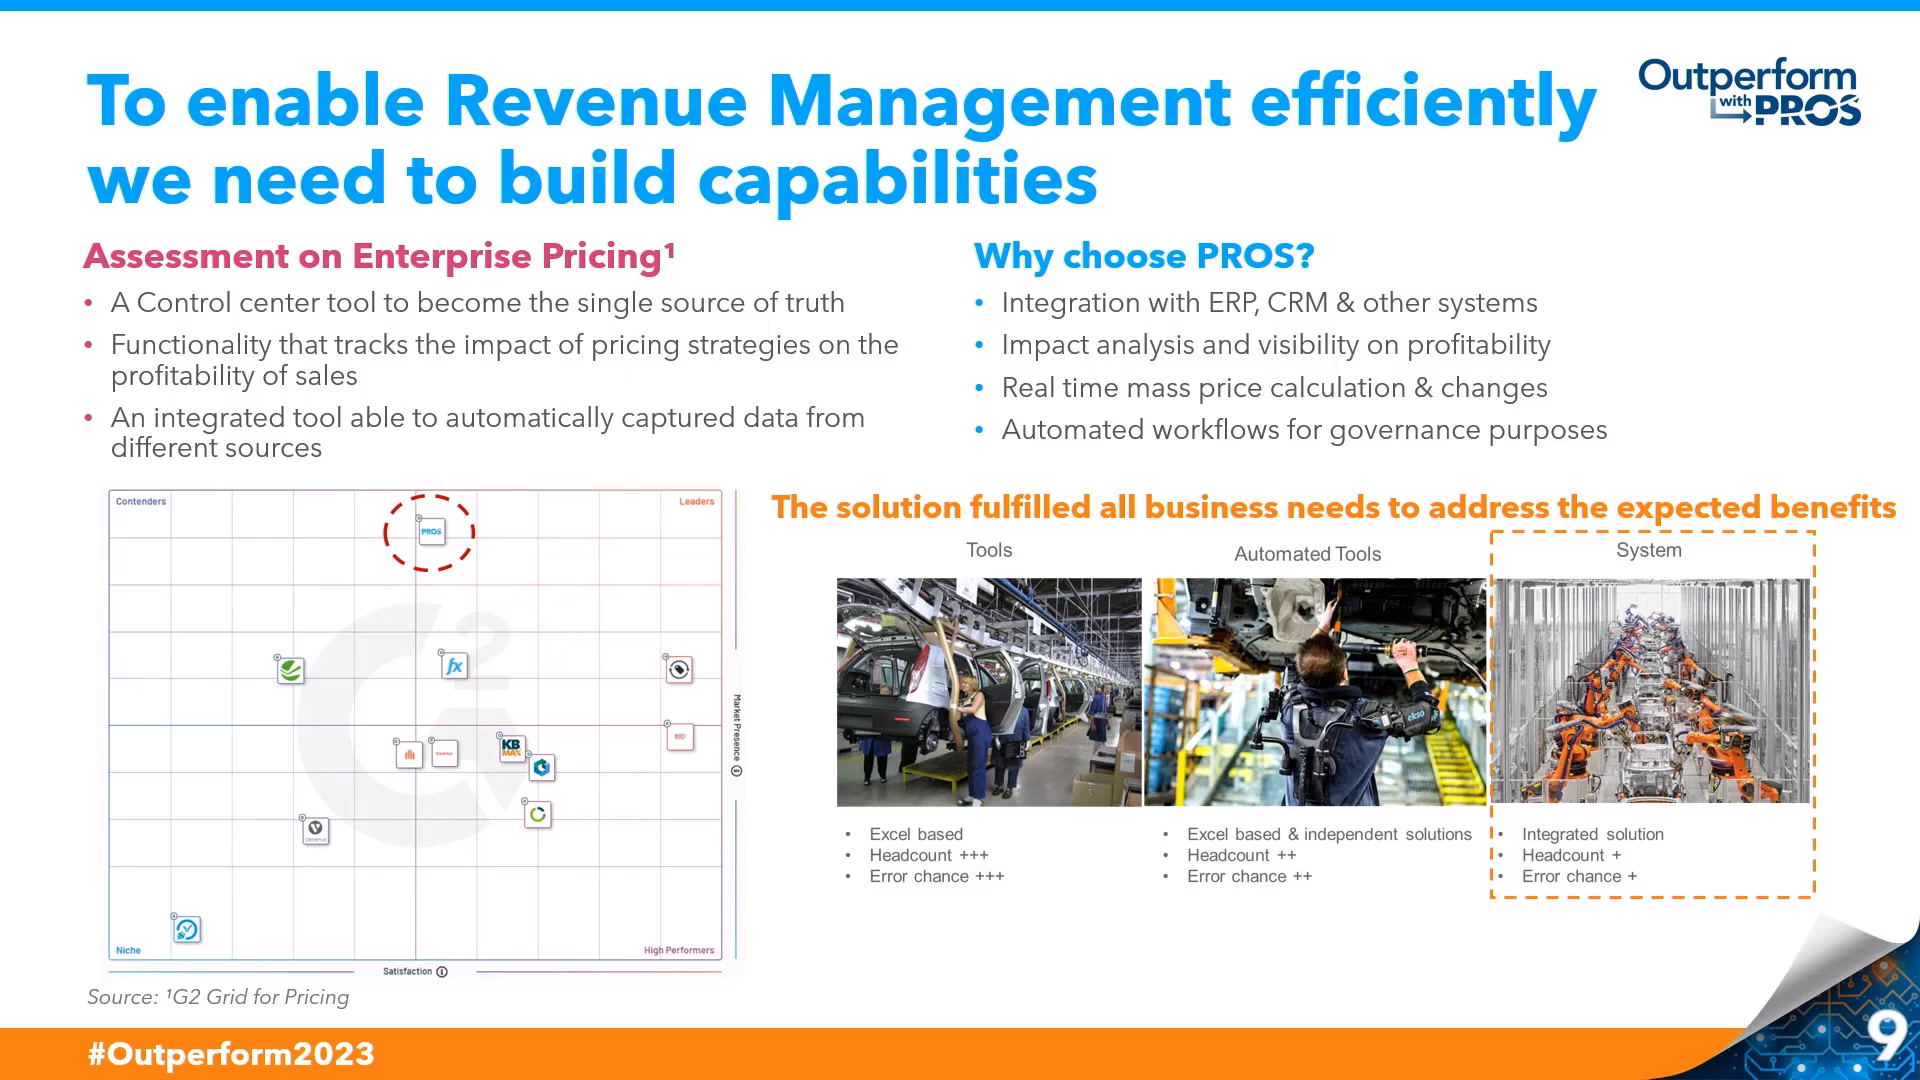 To enable Revenue Management efficiently
we need to build capabilities
Outperform
with PROS
Assessment on Enterprise Pricing¹
• A Control center tool to become the single source of truth
• Functionality that tracks the impact of pricing strategies on the
profitability of sales
• An integrated tool able to automatically captured data from
different sources
Why choose PROS?
• Integration with ERP, CRM & other systems
• Impact analysis and visibility on profitability
• Real time mass price calculation & changes
• Automated workflows for governance purposes
Contenders
Leaders
PROS
fx
KB
MAX
Niche
High Performers
Satisfaction
Market Presence
Source: ¹G2 Grid for Pricing
The solution fulfilled all business needs to address the expected benefits
Tools
Automated Tools
System
ekso
• Excel based
• Headcount +++
• Error chance +++
• Excel based & independent solutions
• Headcount ++
• Error chance ++
• Integrated solution
• Headcount +
• Error chance +
#Outperform2023
9